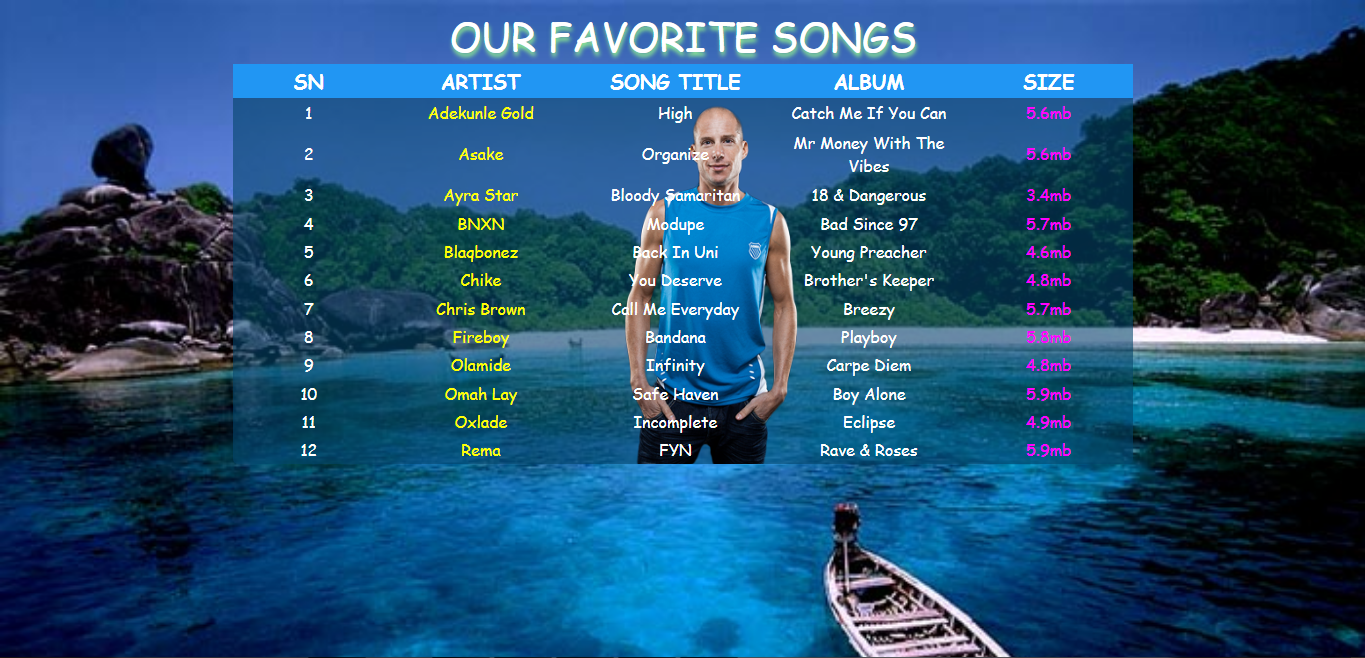 OUR FAVORITE SONGS
SN ARTIST SONG TITLE ALBUM SIZE
1 Adekunle Gold High Catch Me If You Can 5.6mb
2 Asake Organize Mr Money With The Vibes 5.6mb
3 Ayra Star Bloody Samaritan 18 & Dangerous 3.4mb
4 BNXN Modupe Bad Since 97 5.7mb
5 Blaqbonez Back In Uni Young Preacher 4.6mb
6 Chike You Deserve Brother's Keeper 4.8mb
7 Chris Brown Call Me Everyday Breezy 5.7mb
8 Fireboy Bandana Playboy 5.8mb
9 Olamide Infinity Carpe Diem 4.8mb
10 Omah Lay Safe Haven Boy Alone 5.9mb
11 Oxlade Incomplete Eclipse 4.9mb
12 Rema FYN Rave & Roses 5.9mb